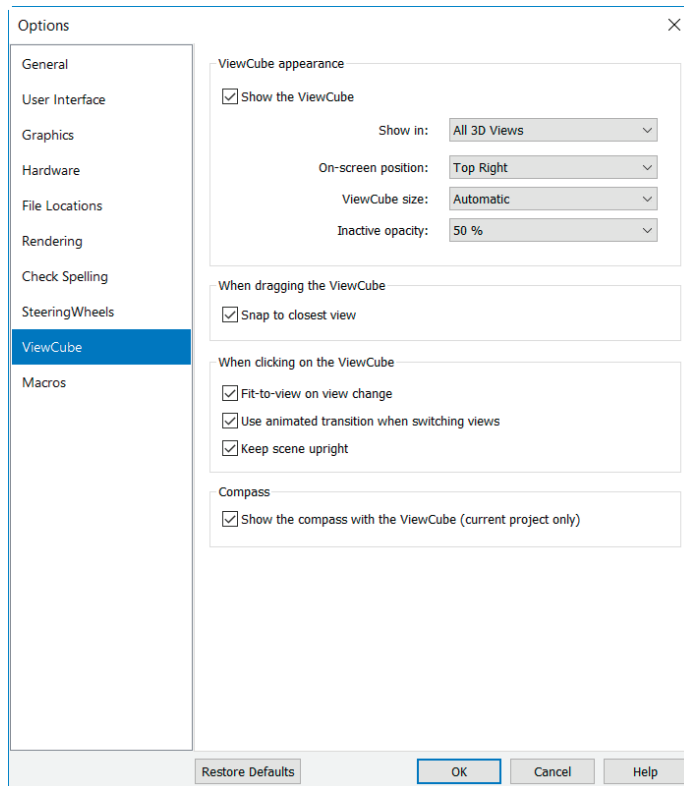 Options
General
User Interface
Graphics
Hardware
File Locations
Rendering
Check Spelling
SteeringWheels
ViewCube
Macros
ViewCube appearance
Show the ViewCube
Show in: All 3D Views
On-screen position: Top Right
ViewCube size: Automatic
Inactive opacity: 50 %
When dragging the ViewCube
Snap to closest view
When clicking on the ViewCube
Fit-to-view on view change
Use animated transition when switching views
Keep scene upright
Compass
Show the compass with the ViewCube (current project only)
Restore Defaults OK Cancel Help